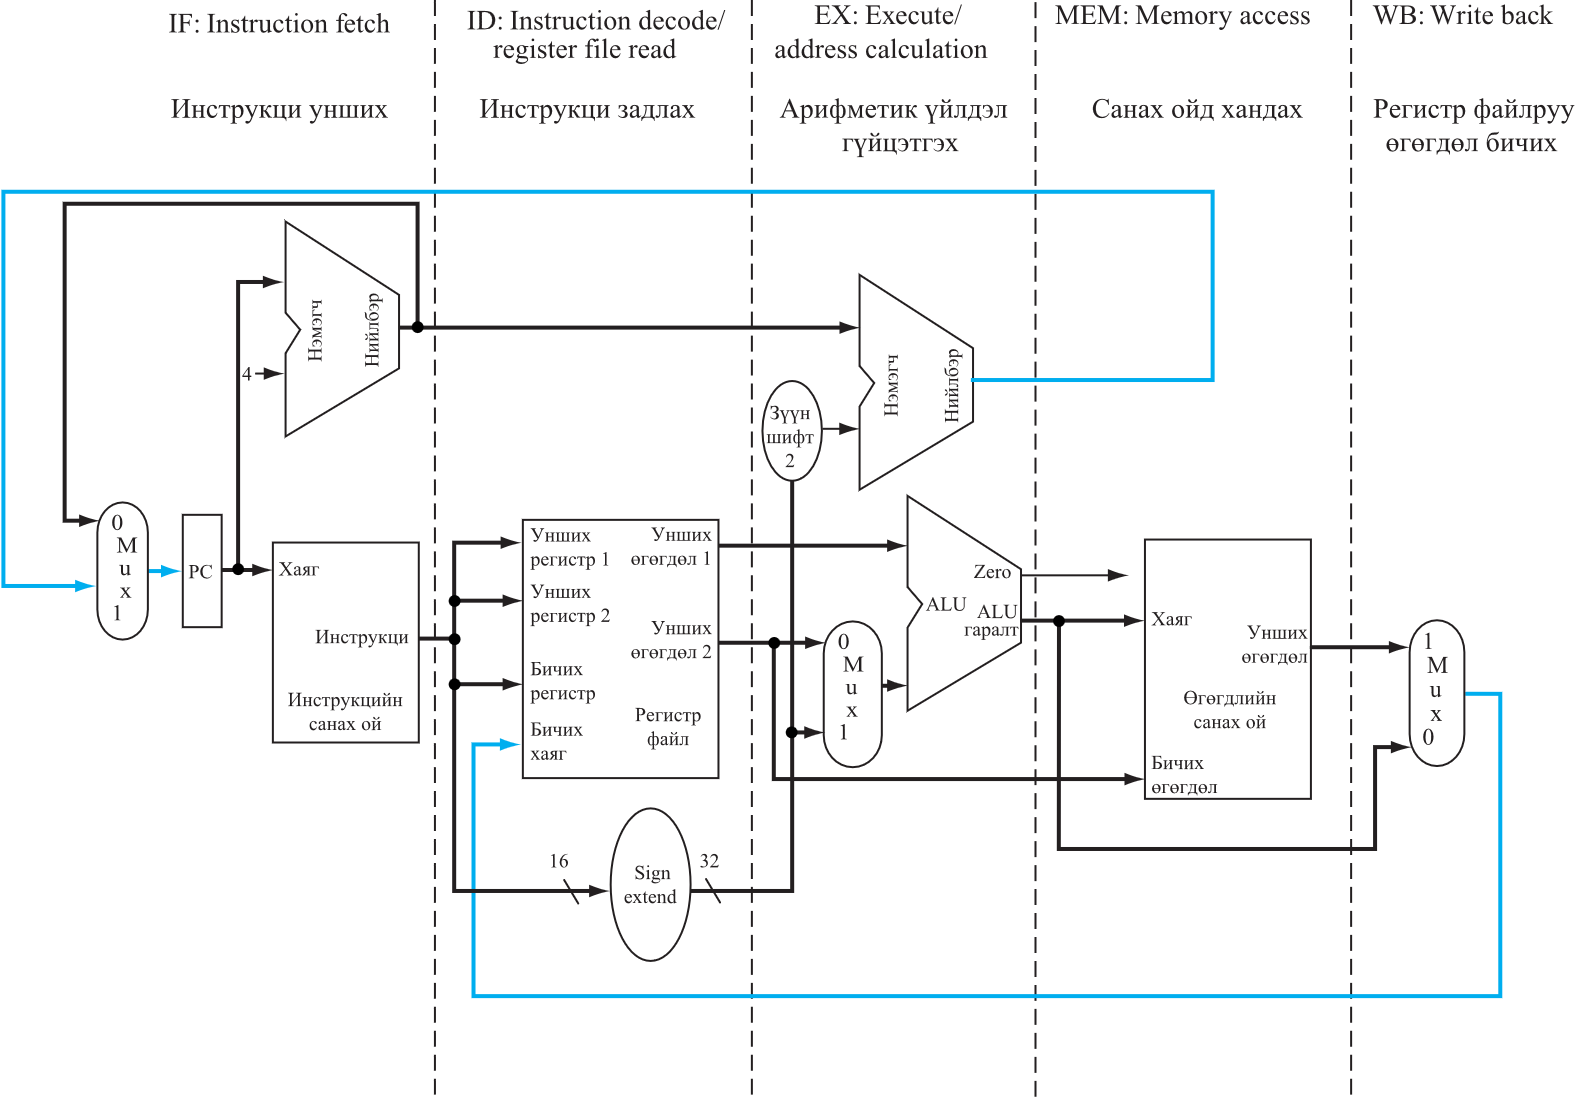 IF: Instruction fetch
ID: Instruction decode/
register file read
EX: Execute/
address calculation
MEM: Memory access
WB: Write back
Инструкци унших
Инструкци задлах
Арифметик үйлдэл
гүйцэтгэх
Санах ойд хандах
Регистр файлруу
өгөгдөл бичих
Нэмэгч
Нийлбэр
4
Нэмэгч
Нийлбэр
Зүүн
шифт
2
0
M
u
x
1
PC
Хаяг
Инструкци
Инструкцийн
санах ой
Унших
регистр 1
Унших
регистр 2
Бичих
регистр
Бичих
хаяг
Унших
өгөгдөл 1
Унших
өгөгдөл 2
Регистр
файл
0
M
u
x
1
Zero
ALU
ALU
гаралт
Хаяг
Унших
өгөгдөл
Өгөгдлийн
санах ой
Бичих
өгөгдөл
1
M
u
x
0
16
Sign
extend
32